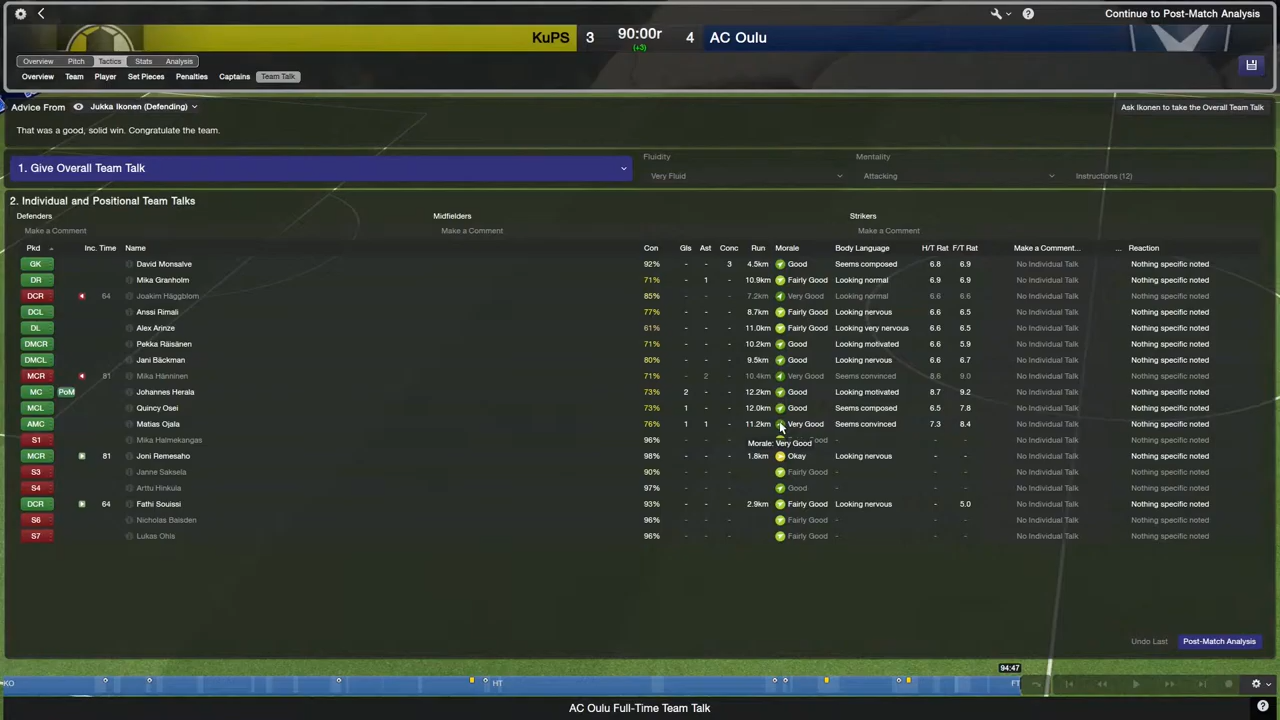 Continue to Post-Match Analysis
KuPS 3 90:00r (+3) 4 AC Oulu
Overview Pitch Tactics Stats Analysis
Overview Team Player Set Pieces Penalties Captains Team Talk
Advice From Jukka Ikonen (Defending) Ask Ikonen to take the Overall Team Talk
That was a good, solid win. Congratulate the team.
Fluidity Mentality
1. Give Overall Team Talk Very Fluid Attacking Instructions (12)
2. Individual and Positional Team Talks
Defenders Midfielders Strikers
Make a Comment Make a Comment Make a Comment
Pkd Inc. Time Name Con Gls Ast Conc Run Morale Body Language H/T Rat F/T Rat Make a Comment... ... Reaction
GK David Monsalve 92% - - 3 4.5km Good Seems composed 6.8 6.9 No Individual Talk Nothing specific noted
DR Mika Granholm 71% - 1 - 10.9km Fairly Good Looking normal 6.9 6.9 No Individual Talk Nothing specific noted
DCR 64 Joakim Häggblom 85% - - - 7.2km Very Good Looking normal 6.6 6.6 No Individual Talk Nothing specific noted
DCL Anssi Rimali 77% - - - 8.7km Fairly Good Looking nervous 6.6 6.5 No Individual Talk Nothing specific noted
DL Alex Arinze 61% - - - 11.0km Fairly Good Looking very nervous 6.6 6.5 No Individual Talk Nothing specific noted
DMCR Pekka Räisänen 71% - - - 10.2km Good Looking motivated 6.6 5.9 No Individual Talk Nothing specific noted
DMCL Jani Bäckman 80% - - - 9.5km Good Looking nervous 6.6 6.7 No Individual Talk Nothing specific noted
MCR 81 Mika Hänninen 71% - 2 - 10.4km Very Good Seems convinced 8.6 9.0 No Individual Talk Nothing specific noted
MC PoM Johannes Herala 73% 2 - - 12.2km Good Looking motivated 8.7 9.2 No Individual Talk Nothing specific noted
MCL Quincy Osei 73% 1 - - 12.0km Good Seems composed 6.5 7.8 No Individual Talk Nothing specific noted
AMC Matias Ojala 76% 1 1 - 11.2km Very Good Seems convinced 7.3 8.4 No Individual Talk Nothing specific noted
S1 Mika Halmekangas 96% - - No Individual Talk Nothing specific noted
Morale: Very Good
MCR 81 Joni Remesaho 98% - - - 1.8km Okay Looking nervous - - No Individual Talk Nothing specific noted
S3 Janne Saksela 90% Fairly Good - - - No Individual Talk Nothing specific noted
S4 Arttu Hinkula 97% Good - - - No Individual Talk Nothing specific noted
DCR 64 Fathi Souissi 93% - - - 2.9km Fairly Good Looking nervous - 5.0 No Individual Talk Nothing specific noted
S6 Nicholas Baisden 96% Fairly Good - - - No Individual Talk Nothing specific noted
S7 Lukas Ohls 96% Fairly Good - - - No Individual Talk Nothing specific noted
Undo Last Post-Match Analysis
94:47
KO HT FT
AC Oulu Full-Time Team Talk